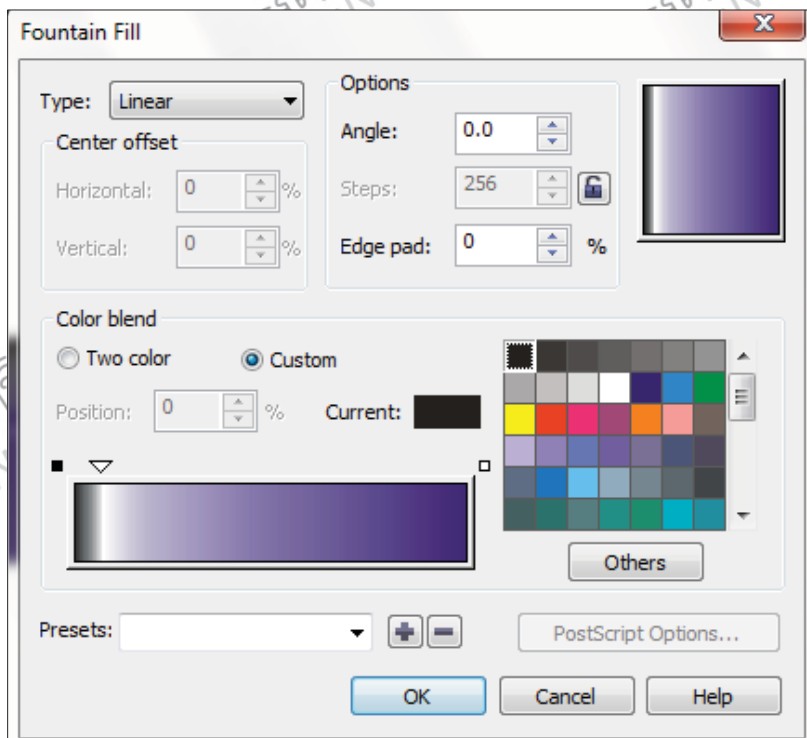 Fountain Fill
Type: Linear
Options
Angle: 0.0
Center offset
Horizontal: 0 %
Steps: 256
Vertical: 0 %
Edge pad: 0 %
Color blend
Two color Custom
Position: 0 % Current:
Others
Presets:
PostScript Options...
OK Cancel Help